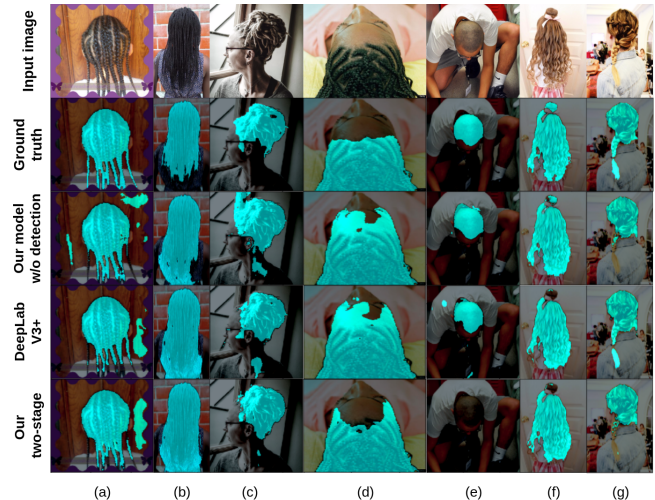 Input image
Ground
truth
Our model
w/o detection
DeepLab
V3+
Our
two-stage
(a) (b) (c) (d) (e) (f) (g)